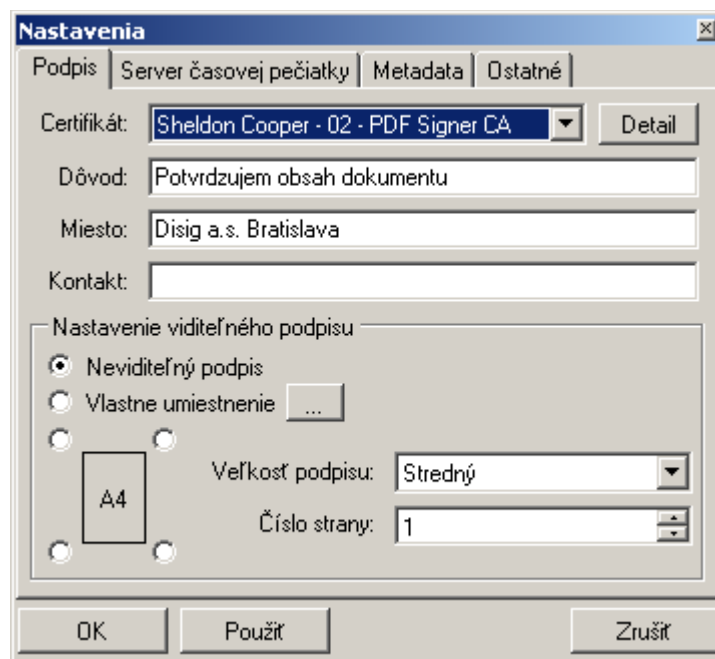 Nastavenia
Podpis Server časovej pečiatky Metadata Ostatné
Certifikát: Sheldon Cooper - 02 - PDF Signer CA Detail
Dôvod: Potvrdzujem obsah dokumentu
Miesto: Disig a.s. Bratislava
Kontakt:
Nastavenie viditeľného podpisu
Neviditeľný podpis
Vlastne umiestnenie ...
A4
Veľkosť podpisu: Stredný
Číslo strany: 1
OK Použiť Zrušiť